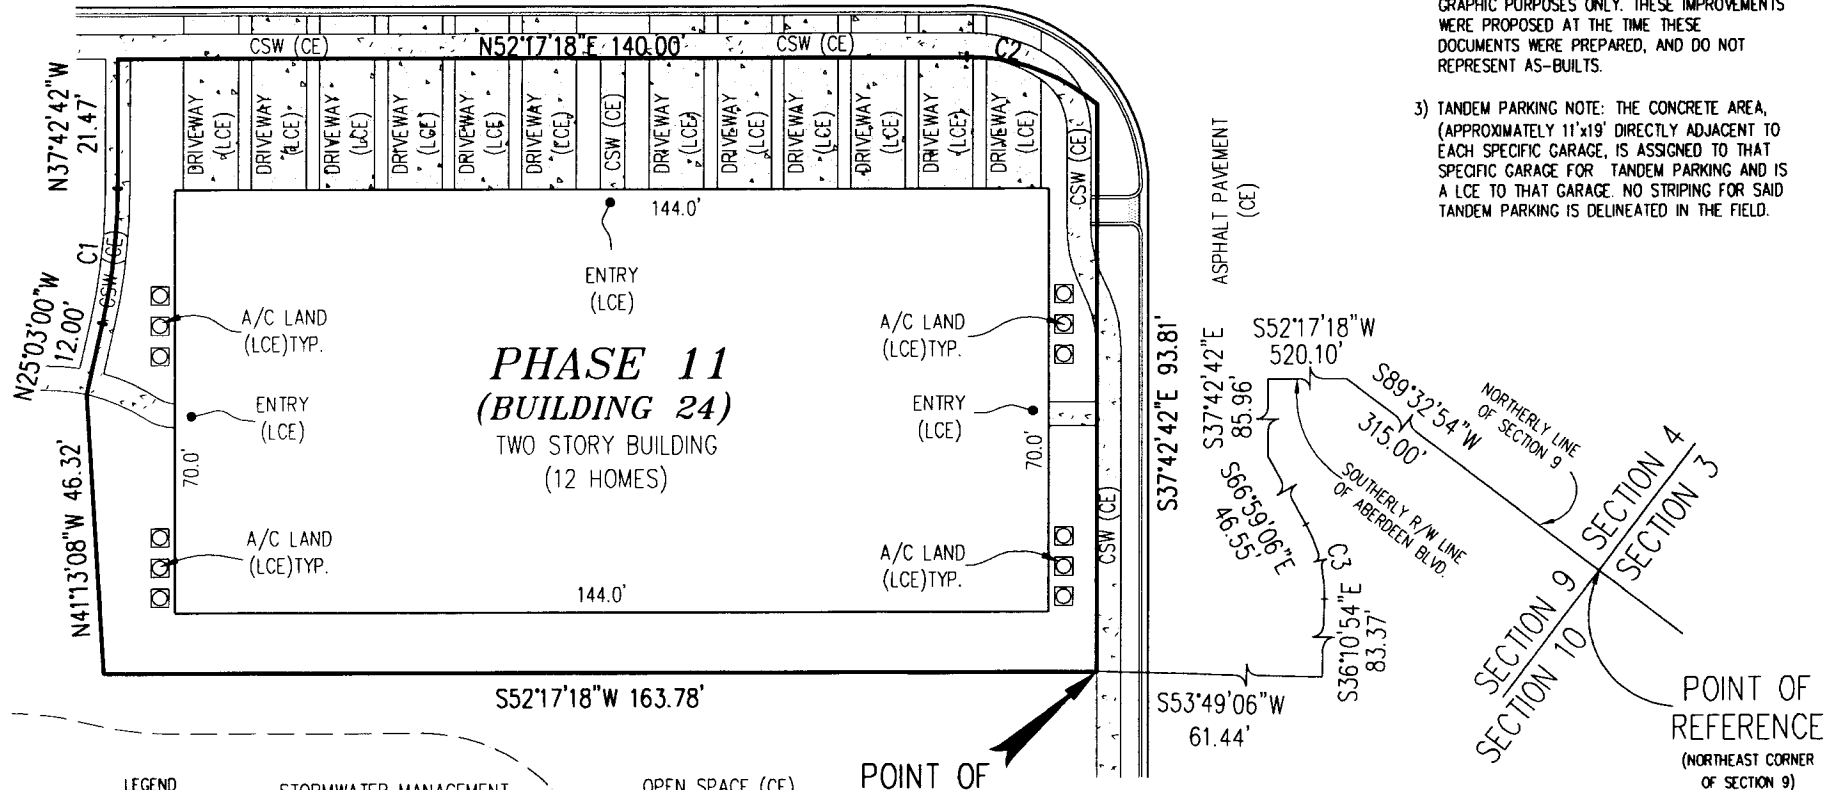 GRAPHIC PURPOSES ONLY. THESE IMPROVEMENTS
WERE PROPOSED AT THE TIME THESE
DOCUMENTS WERE PREPARED, AND DO NOT
REPRESENT AS-BUILTS.
3) TANDEM PARKING NOTE: THE CONCRETE AREA,
(APPROXIMATELY 11'x19' DIRECTLY ADJACENT TO
EACH SPECIFIC GARAGE, IS ASSIGNED TO THAT
SPECIFIC GARAGE FOR TANDEM PARKING AND IS
A LCE TO THAT GARAGE. NO STRIPING FOR SAID
TANDEM PARKING IS DELINEATED IN THE FIELD.
CSW (CE)
N52°17'18"E 140.00'
CSW (CE)
C2
N37°42'42"W
21.47'
DRIVEWAY
(LCE)
DRIVEWAY
(LCE)
DRIVEWAY
(LCE)
DRIVEWAY
(LCE)
DRIVEWAY
(LCE)
DRIVEWAY
(LCE)
CSW (CE)
DRIVEWAY
(LCE)
DRIVEWAY
(LCE)
DRIVEWAY
(LCE)
DRIVEWAY
(LCE)
DRIVEWAY
(LCE)
DRIVEWAY
(LCE)
CSW (CE)
ASPHALT PAVEMENT
(CE)
144.0'
C1
CSW (CE)
N25°03'00"W
12.00'
ENTRY
(LCE)
A/C LAND
(LCE)TYP.
A/C LAND
(LCE)TYP.
PHASE 11
(BUILDING 24)
TWO STORY BUILDING
(12 HOMES)
ENTRY
(LCE)
ENTRY
(LCE)
70.0'
70.0'
N41°13'08"W 46.32'
A/C LAND
(LCE)TYP.
A/C LAND
(LCE)TYP.
144.0'
CSW (CE)
S37°42'42"E 93.81'
S52°17'18"W 163.78'
S52°17'18"W
520.10'
S37°42'42"E
85.96'
S89°32'54"W
315.00'
NORTHERLY LINE
OF SECTION 9
SOUTHERLY R/W LINE
OF ABERDEEN BLVD.
S66°59'06"E
46.55'
C3
S36°10'54"E
83.37'
S53°49'06"W
61.44'
SECTION 4
SECTION 3
SECTION 9
SECTION 10
POINT OF
REFERENCE
(NORTHEAST CORNER
OF SECTION 9)
POINT OF
LEGEND
STORMWATER MANAGEMENT
OPEN SPACE (CE)